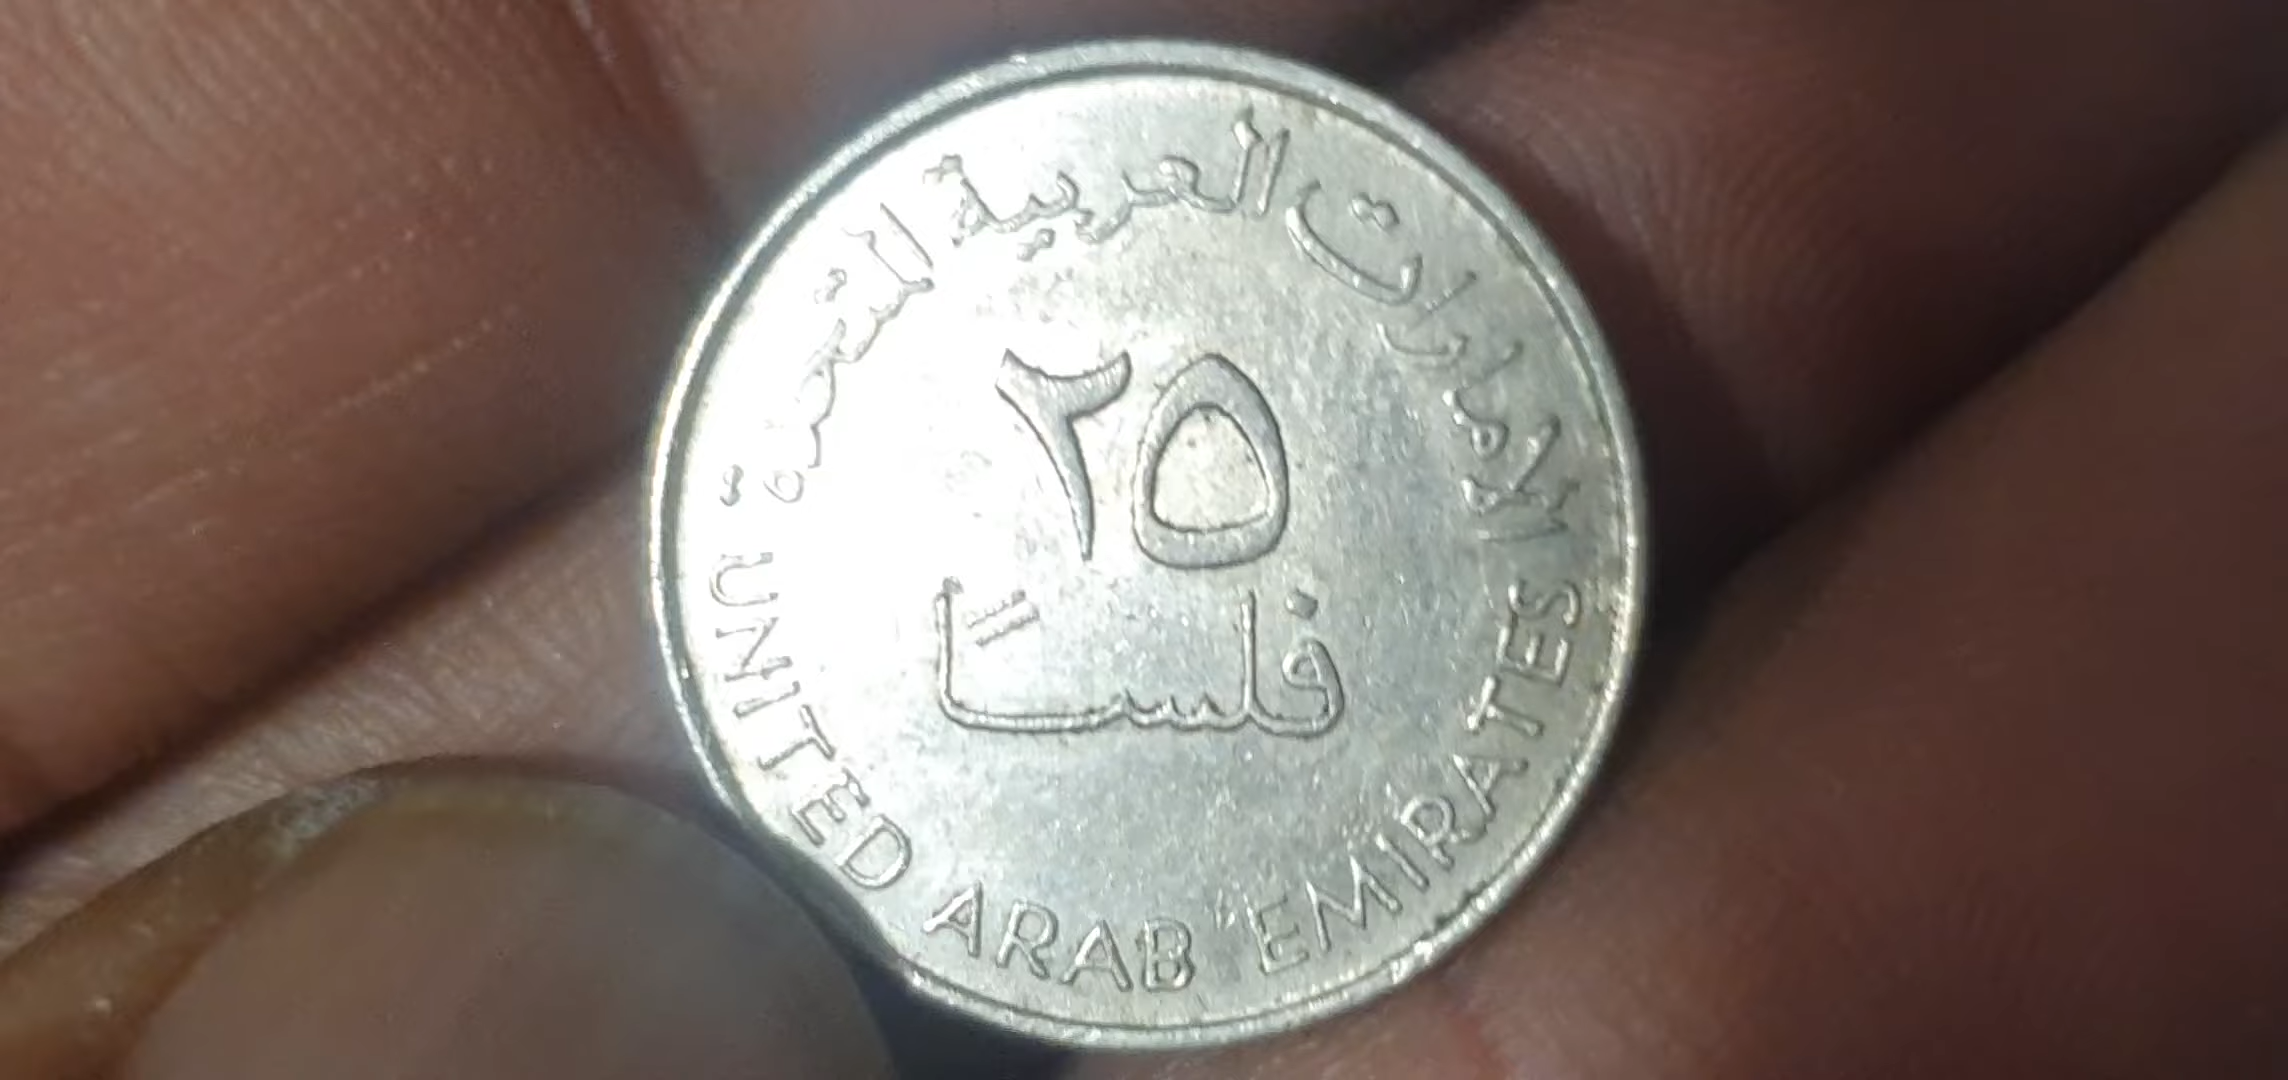 الامارات العربية المتحدة
٢٥
فلساً
UNITED ARAB EMIRATES